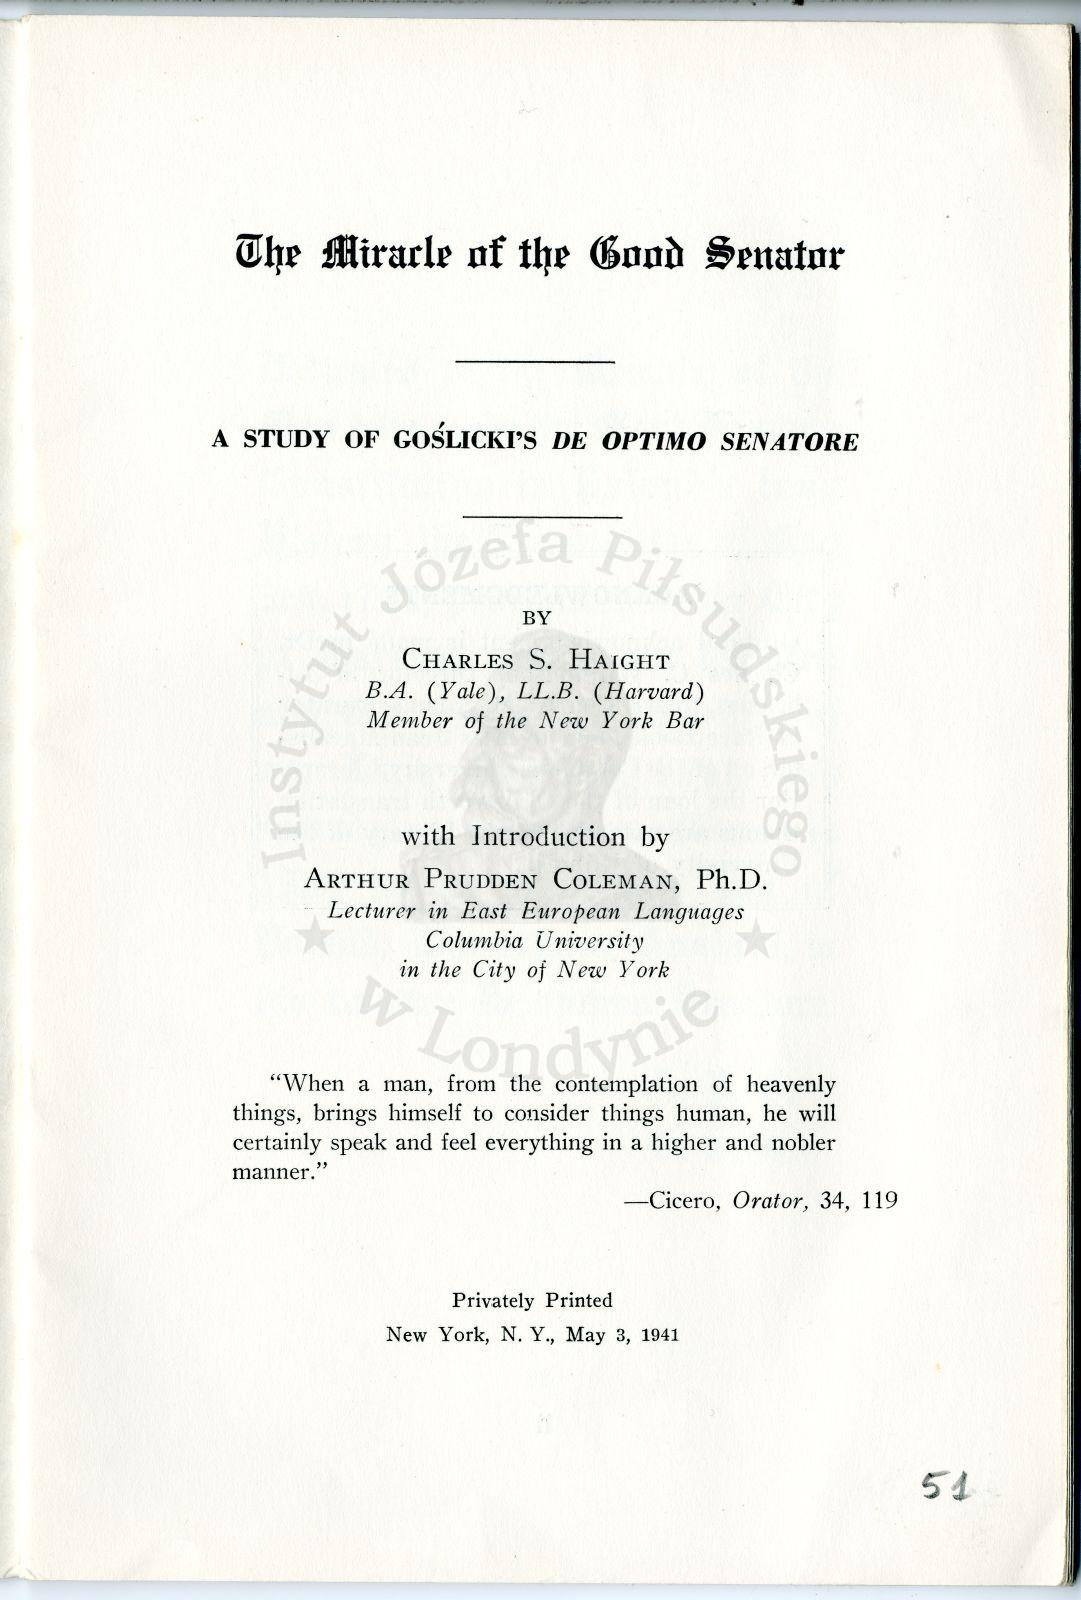 The Miracle of the Good Senator
A STUDY OF GOŚLICKI'S DE OPTIMO SENATORE
BY
CHARLES S. HAIGHT
B.A. (Yale), LL.B. (Harvard)
Member of the New York Bar
with Introduction by
ARTHUR PRUDDEN COLEMAN, Ph.D.
Lecturer in East European Languages
Columbia University
in the City of New York
"When a man, from the contemplation of heavenly
things, brings himself to consider things human, he will
certainly speak and feel everything in a higher and nobler
manner."
—Cicero, Orator, 34, 119
Privately Printed
New York, N. Y., May 3, 1941
51
Instytut Józefa Piłsudskiego
w Londynie